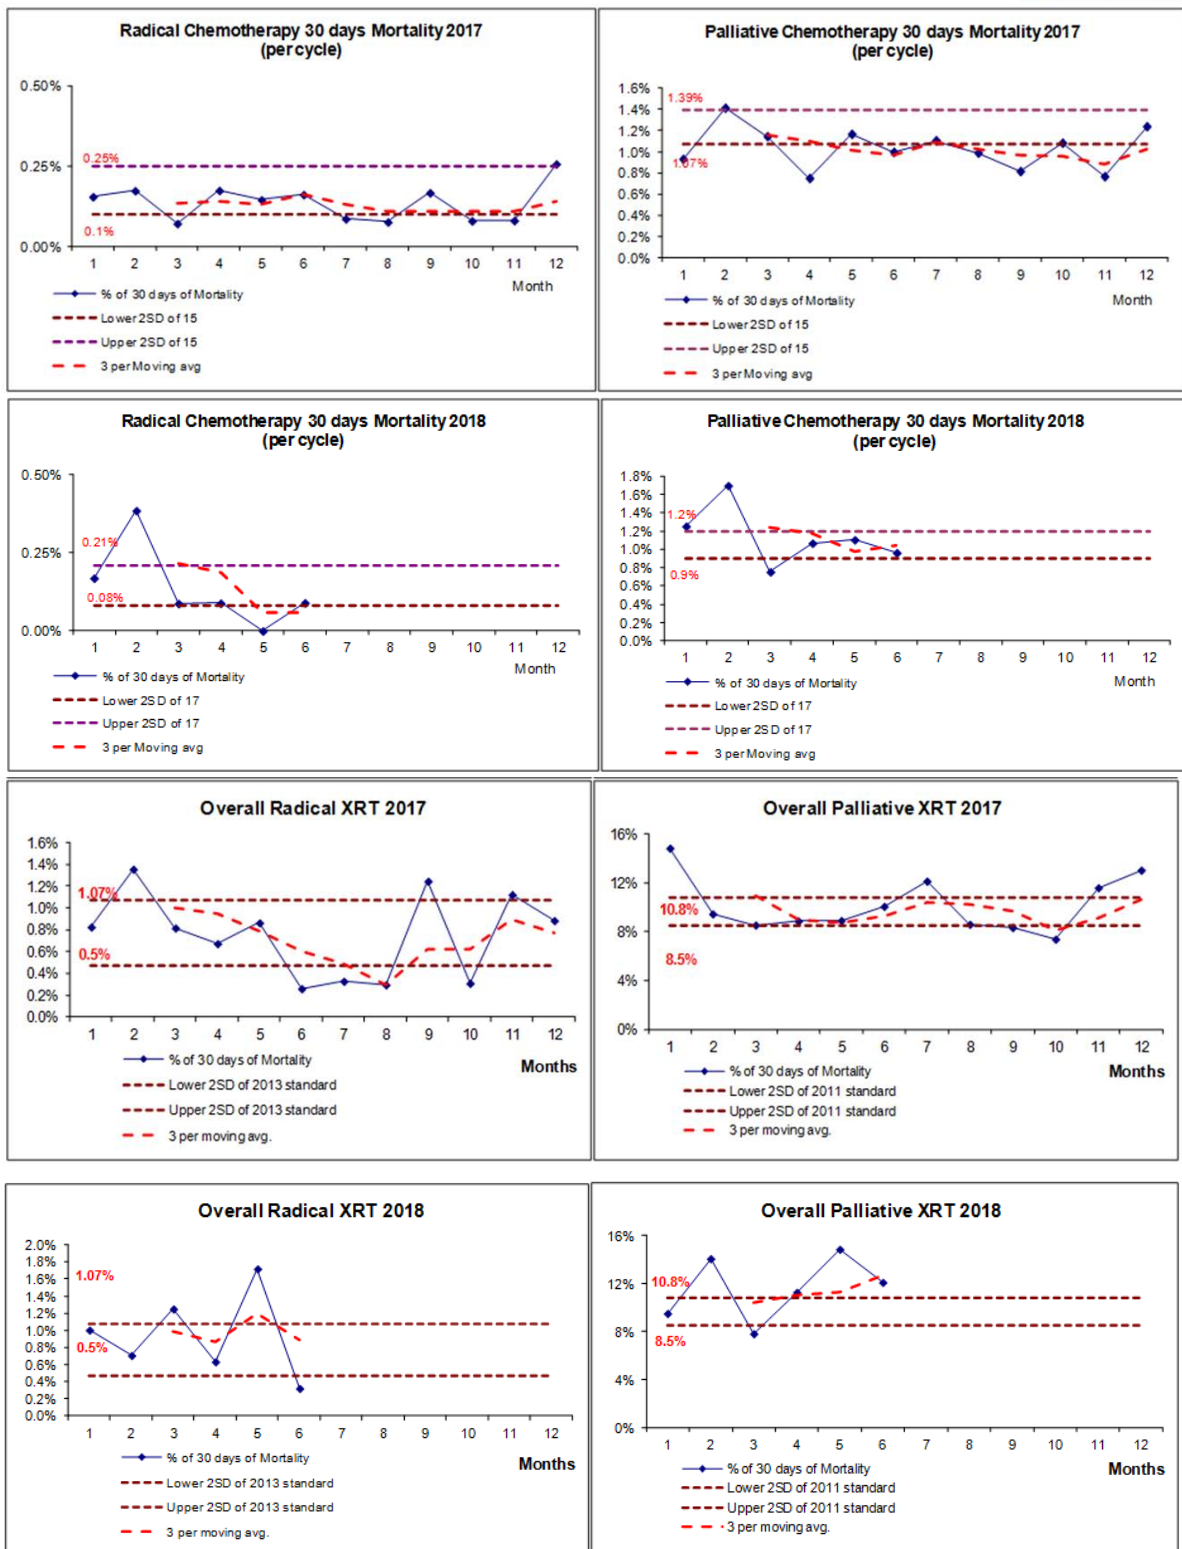 Radical Chemotherapy 30 days Mortality 2017
(per cycle)
0.50%
0.25%
0.25%
0.1%
0.00%
1 2 3 4 5 6 7 8 9 10 11 12
Month
% of 30 days of Mortality
Lower 2SD of 15
Upper 2SD of 15
3 per Moving avg
Palliative Chemotherapy 30 days Mortality 2017
(per cycle)
1.6%
1.39%
1.4%
1.2%
1.0%
1.07%
0.8%
0.6%
0.4%
0.2%
0.0%
1 2 3 4 5 6 7 8 9 10 11 12
Month
% of 30 days of Mortality
Lower 2SD of 15
Upper 2SD of 15
3 per Moving avg
Radical Chemotherapy 30 days Mortality 2018
(per cycle)
0.50%
0.21%
0.25%
0.08%
0.00%
1 2 3 4 5 6 7 8 9 10 11 12
Month
% of 30 days of Mortality
Lower 2SD of 17
Upper 2SD of 17
3 per Moving avg
Palliative Chemotherapy 30 days Mortality 2018
(per cycle)
1.8%
1.6%
1.4%
1.2%
1.2%
1.0%
0.8%
0.9%
0.6%
0.4%
0.2%
0.0%
1 2 3 4 5 6 7 8 9 10 11 12
Month
% of 30 days of Mortality
Lower 2SD of 17
Upper 2SD of 17
3 per Moving avg
Overall Radical XRT 2017
1.6%
1.4%
1.2%
1.07%
1.0%
0.8%
0.6%
0.5%
0.4%
0.2%
0.0%
1 2 3 4 5 6 7 8 9 10 11 12
Months
% of 30 days of Mortality
Lower 2SD of 2013 standard
Upper 2SD of 2013 standard
3 per moving avg.
Overall Palliative XRT 2017
16%
12%
10.8%
8%
8.5%
4%
0%
1 2 3 4 5 6 7 8 9 10 11 12
Months
% of 30 days of Mortality
Lower 2SD of 2011 standard
Upper 2SD of 2011 standard
3 per moving avg.
Overall Radical XRT 2018
2.0%
1.8%
1.07%
1.6%
1.4%
1.2%
1.0%
0.8%
0.5%
0.6%
0.4%
0.2%
0.0%
1 2 3 4 5 6 7 8 9 10 11 12
Months
% of 30 days of Mortality
Lower 2SD of 2013 standard
Upper 2SD of 2013 standard
3 per moving avg.
Overall Palliative XRT 2018
16%
12%
10.8%
8%
8.5%
4%
0%
1 2 3 4 5 6 7 8 9 10 11 12
Months
% of 30 days of Mortality
Lower 2SD of 2011 standard
Upper 2SD of 2011 standard
3 per moving avg.